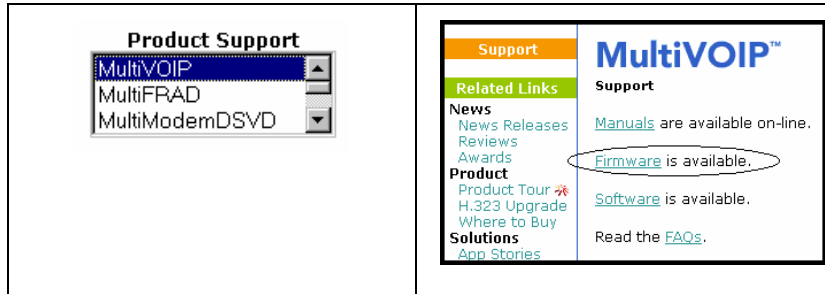 Product Support
MultiVOIP
MultiFRAD
MultiModemDSVD
Support
Related Links
News
News Releases
Reviews
Awards
Product
Product Tour
H.323 Upgrade
Where to Buy
Solutions
App Stories
MultiVOIP™
Support
Manuals are available on-line.
Firmware is available.
Software is available.
Read the FAQs.